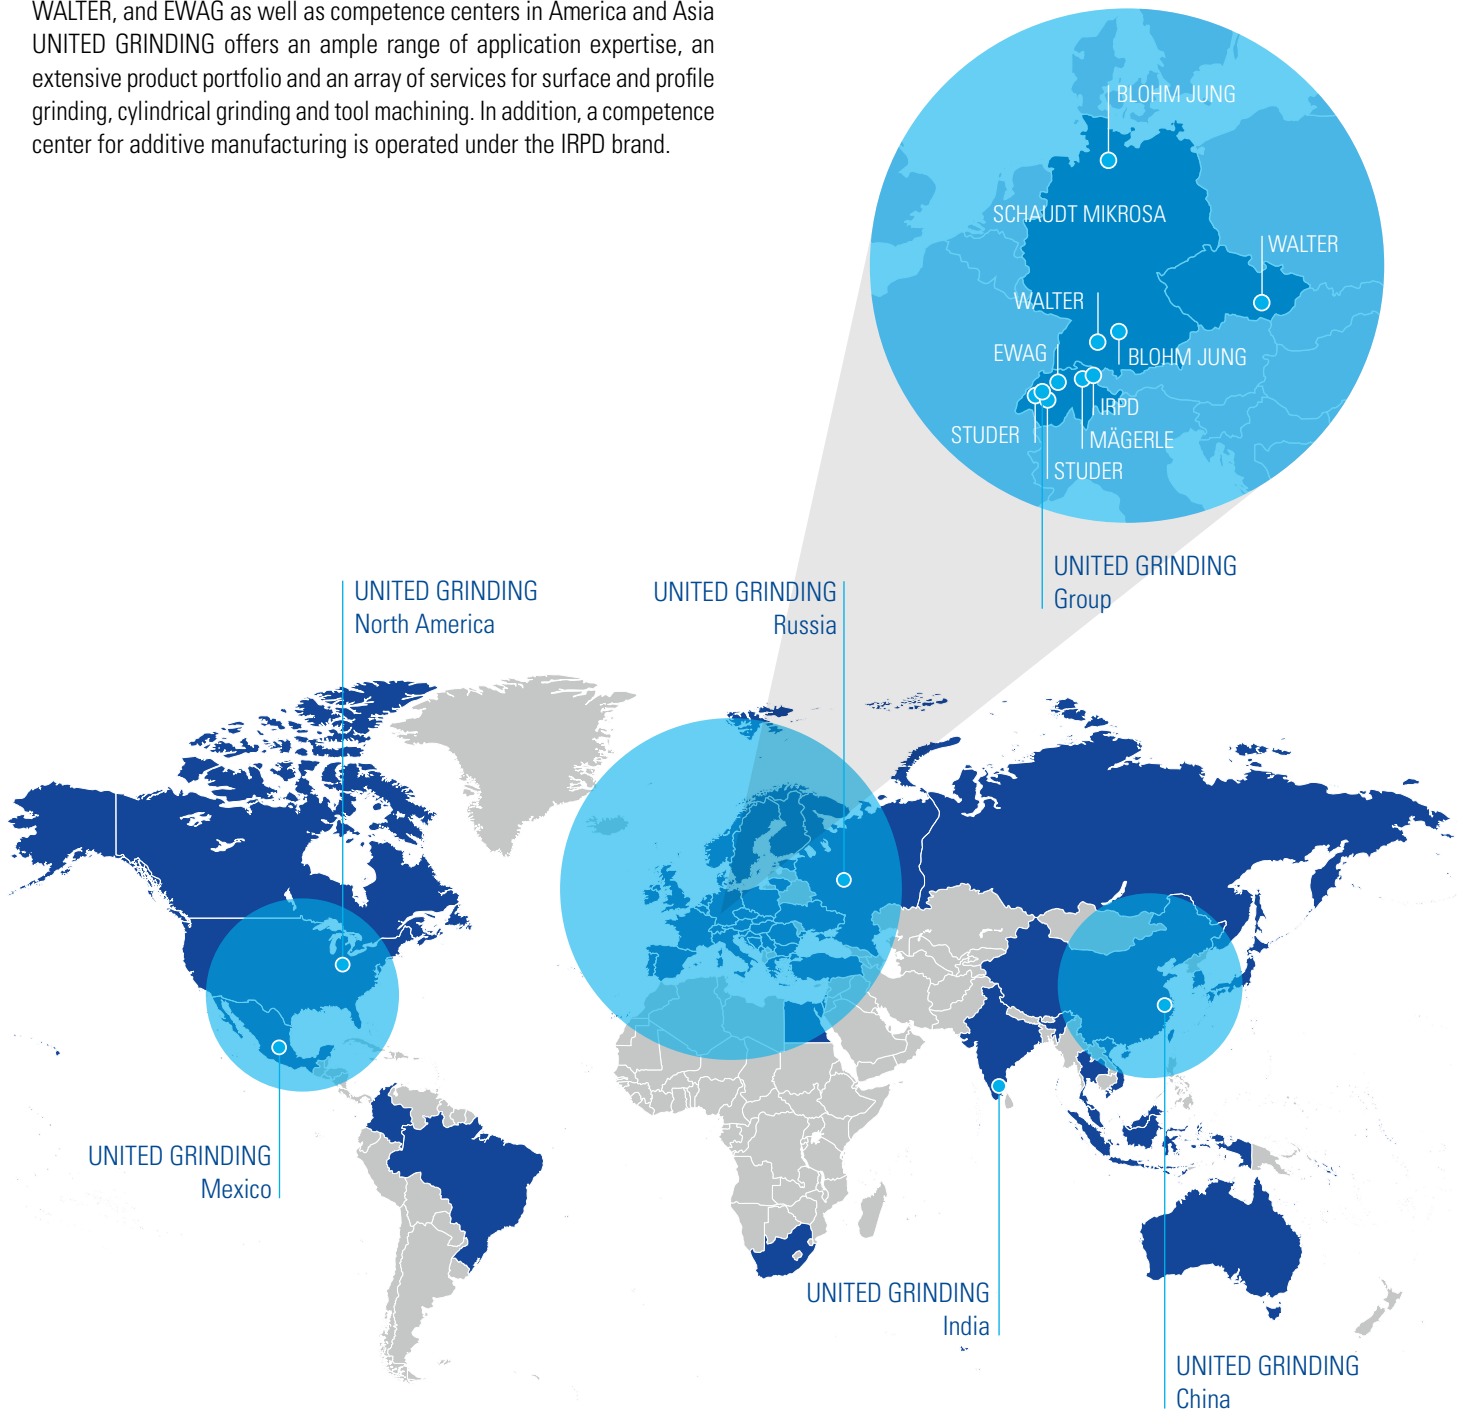 WALTER, and EWAG as well as competence centers in America and Asia
UNITED GRINDING offers an ample range of application expertise, an
extensive product portfolio and an array of services for surface and profile
grinding, cylindrical grinding and tool machining. In addition, a competence
center for additive manufacturing is operated under the IRPD brand.
BLOHM JUNG
SCHAUDT MIKROSA
WALTER
WALTER
EWAG
BLOHM JUNG
IRPD
STUDER
MÄGERLE
STUDER
UNITED GRINDING
Group
UNITED GRINDING
North America
UNITED GRINDING
Russia
UNITED GRINDING
Mexico
UNITED GRINDING
India
UNITED GRINDING
China